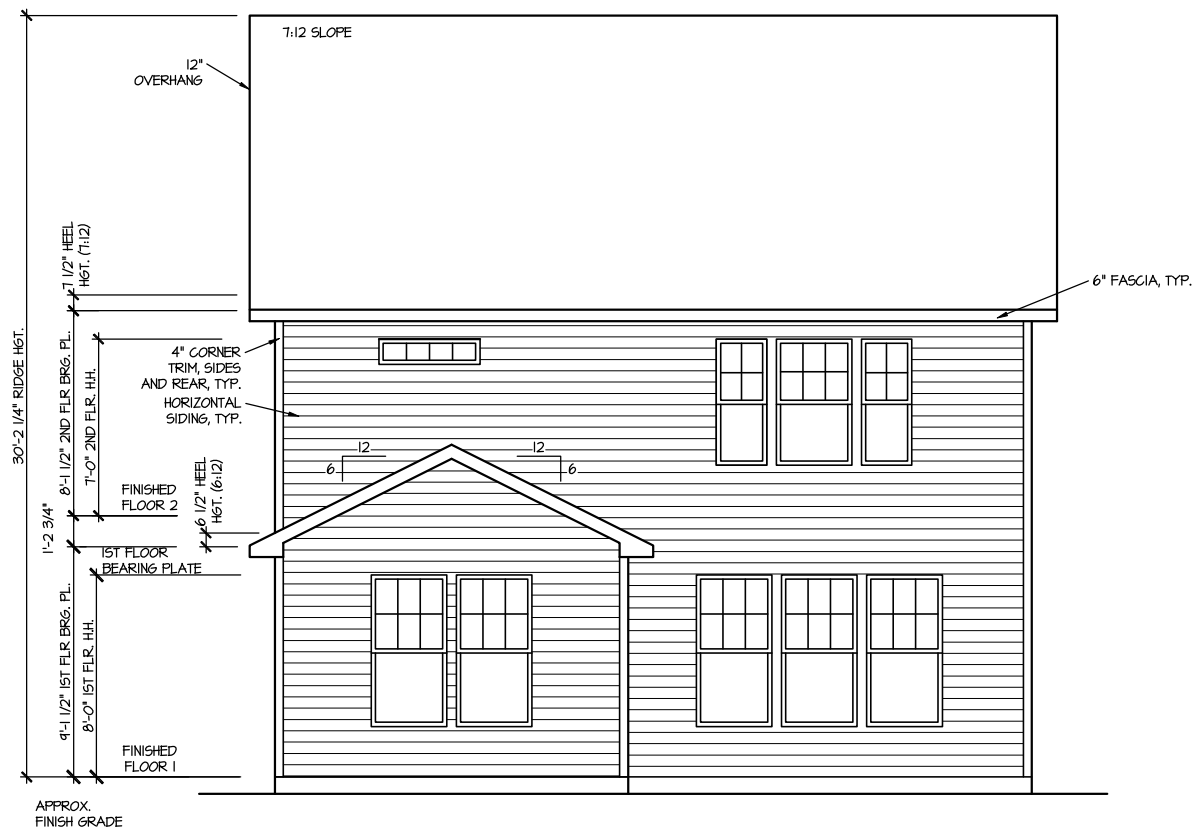 7:12 SLOPE
12"
OVERHANG
6" FASCIA, TYP.
7 1/2" HEEL
HGT. (7:12)
30'-2 1/4" RIDGE HGT.
8'-1 1/2" 2ND FLR BRG. PL.
7'-0" 2ND FLR. H.H.
4" CORNER
TRIM, SIDES
AND REAR, TYP.
HORIZONTAL
SIDING, TYP.
12
6
12
6
6 1/2" HEEL
HGT. (6:12)
FINISHED
FLOOR 2
1'-2 3/4"
1ST FLOOR
BEARING PLATE
9'-1 1/2" 1ST FLR BRG. PL.
8'-0" 1ST FLR. H.H.
FINISHED
FLOOR 1
APPROX.
FINISH GRADE